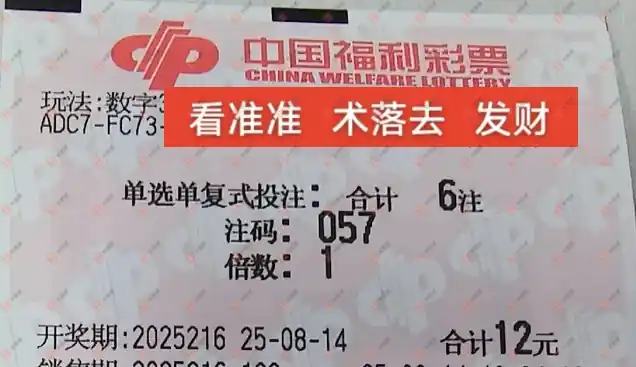 中国福利彩票
CHINA WELFARE LOTTERY
玩法:数字3
ADC7-FC73-
看准准 术落去 发财
单选单复式投注: 合计 6注
注码: 057
倍数: 1
开奖期:2025216 25-08-14 合计12元